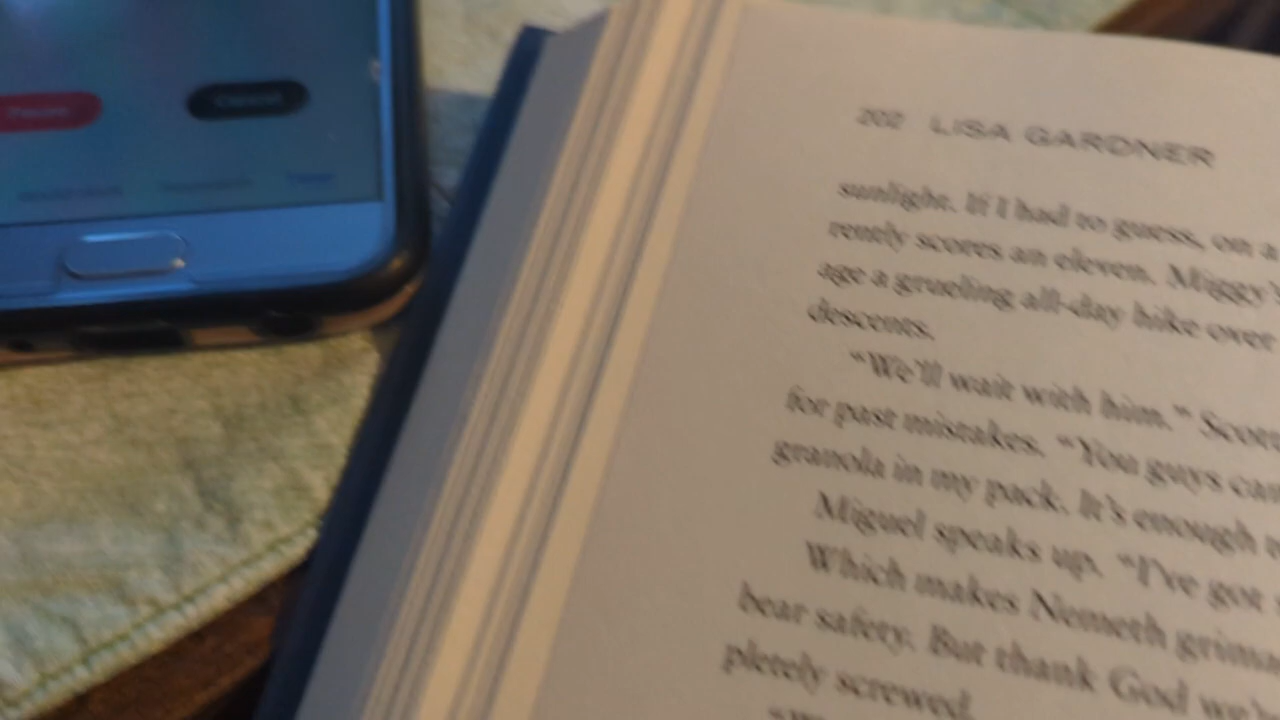 202 LISA GARDNER
sunlight. If I had to guess, on a
rently scores an eleven. Miggy's
age a grueling all-day hike over
descents.
"We'll wait with him." Scott
for past mistakes. "You guys can
granola in my pack. It's enough
Miguel speaks up. "I've got
Which makes Nemeth grima
bear safety. But thank God we'
pletely screwed.